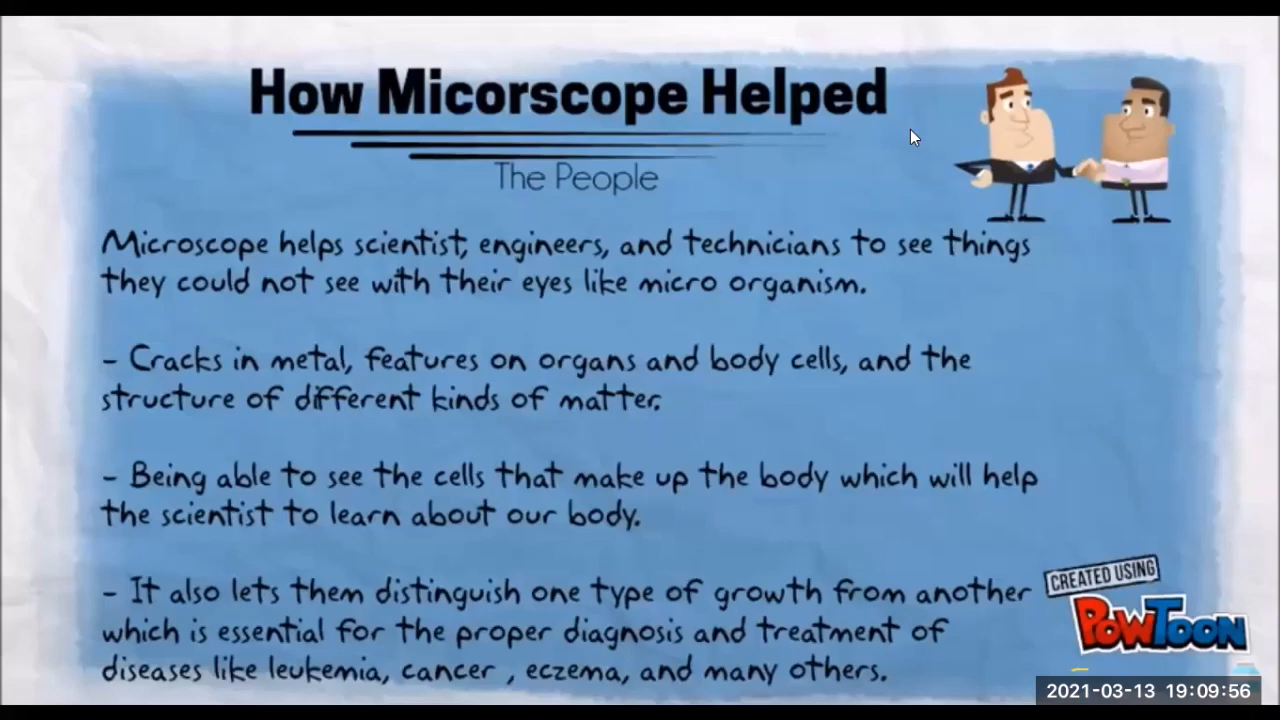 How Micorscope Helped
The People
Microscope helps scientist, engineers, and technicians to see things
they could not see with their eyes like micro organism.
- Cracks in metal, features on organs and body cells, and the
structure of different kinds of matter.
- Being able to see the cells that make up the body which will help
the scientist to learn about our body.
- It also lets them distinguish one type of growth from another
which is essential for the proper diagnosis and treatment of
diseases like leukemia, cancer , eczema, and many others.
CREATED USING
POWTOON
2021-03-13 19:09:56